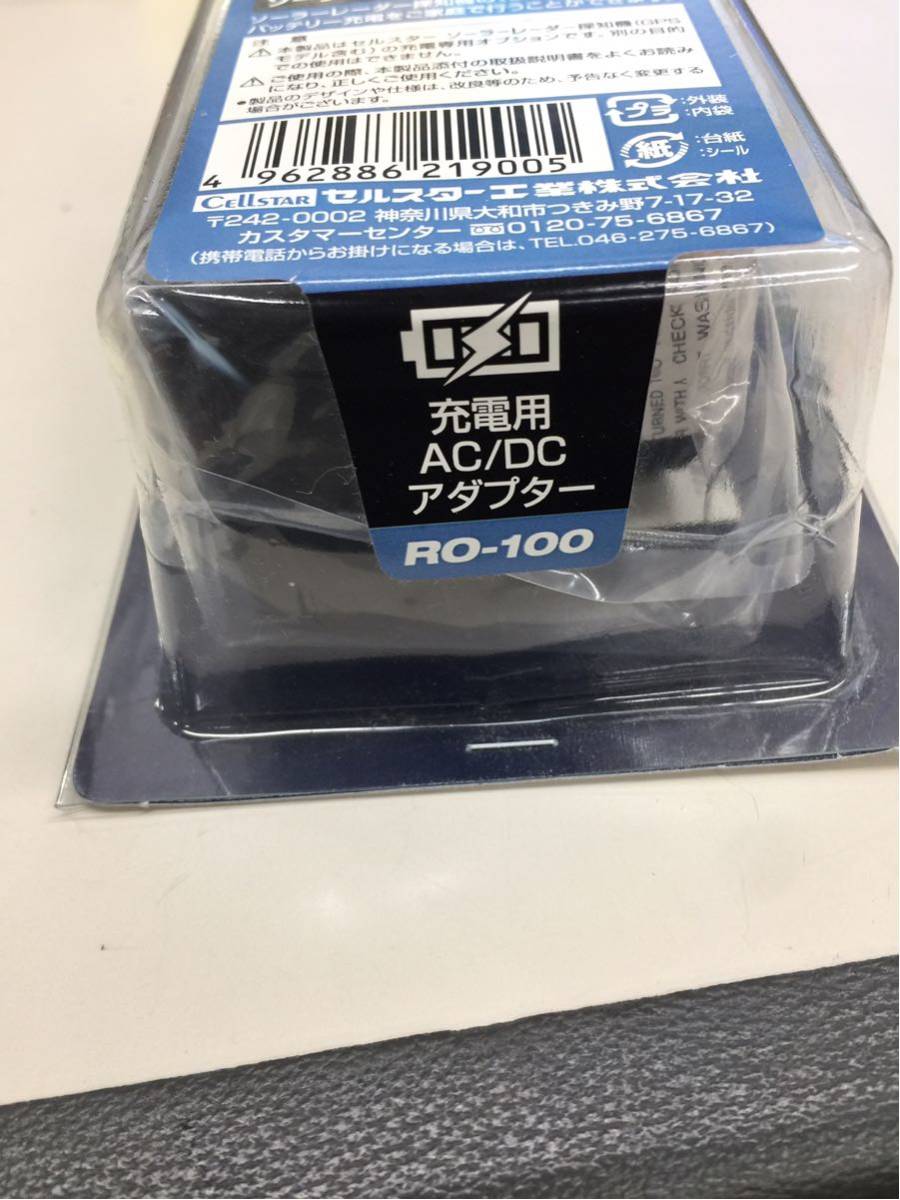 ソーラーレーダー探知機の
バッテリー充電をご家庭で行うことができます
注 意
⚠本製品はセルスター ソーラーレーダー探知機(GPS
モデル含む)の充電専用オプションです。別の目的
での使用はできません。
⚠ご使用の際、本製品添付の取扱説明書をよくお読み
になり、正しくご使用ください。
●製品のデザインや仕様は、改良等のため、予告なく変更する
場合がございます。
プラ
:外装
:内袋
紙
:台紙
:シール
4 962886 219005
CELLSTAR セルスター工業株式会社
〒242-0002 神奈川県大和市つきみ野7-17-32
カスタマーセンター 0120-75-6867
(携帯電話からお掛けになる場合は、TEL.046-275-6867)
充電用
AC/DC
アダプター
RO-100
CHECK
WITH A